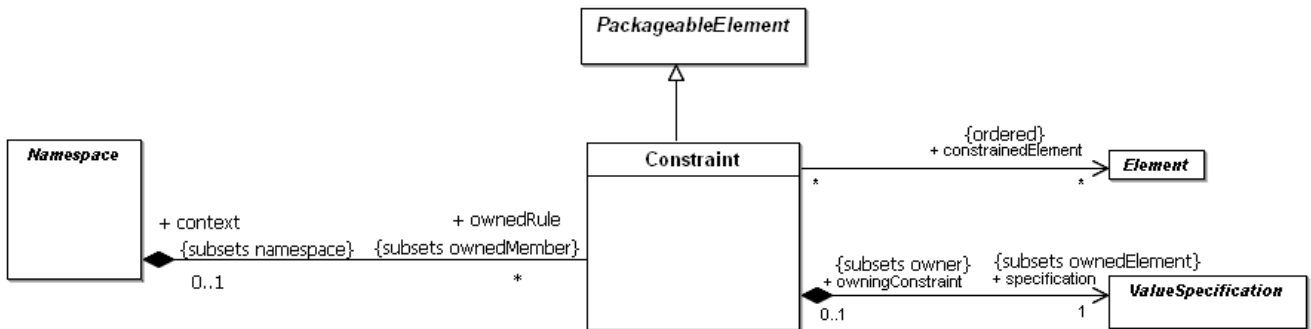 PackageableElement
Namespace
Constraint
{ordered}
+ constrainedElement
*
*
Element
+ context
{subsets namespace}
0..1
+ ownedRule
{subsets ownedMember}
*
{subsets owner}
+ owningConstraint
0..1
{subsets ownedElement}
+ specification
1
ValueSpecification